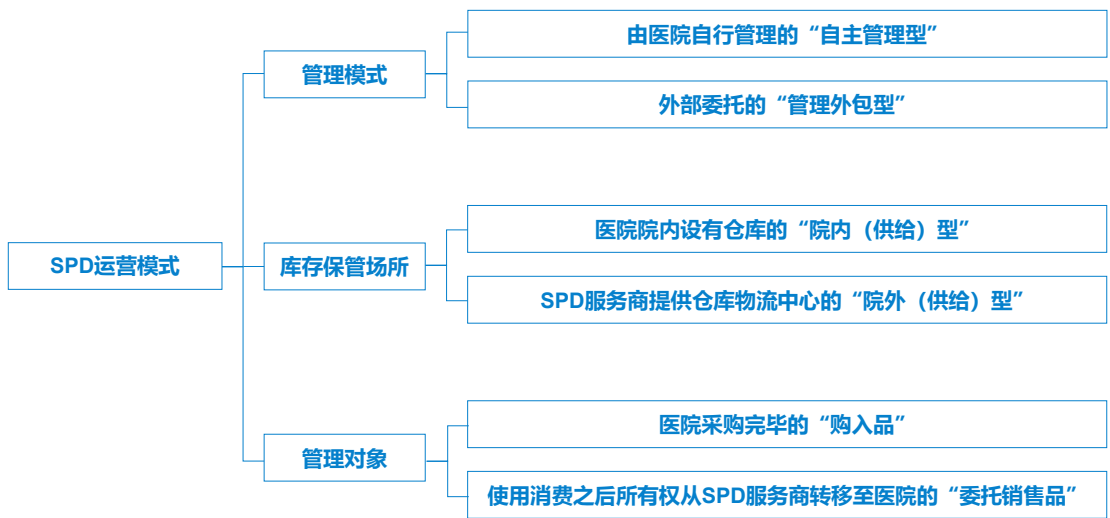 SPD运营模式
管理模式
由医院自行管理的“自主管理型”
外部委托的“管理外包型”
库存保管场所
医院院内设有仓库的“院内（供给）型”
SPD服务商提供仓库物流中心的“院外（供给）型”
管理对象
医院采购完毕的“购入品”
使用消费之后所有权从SPD服务商转移至医院的“委托销售品”